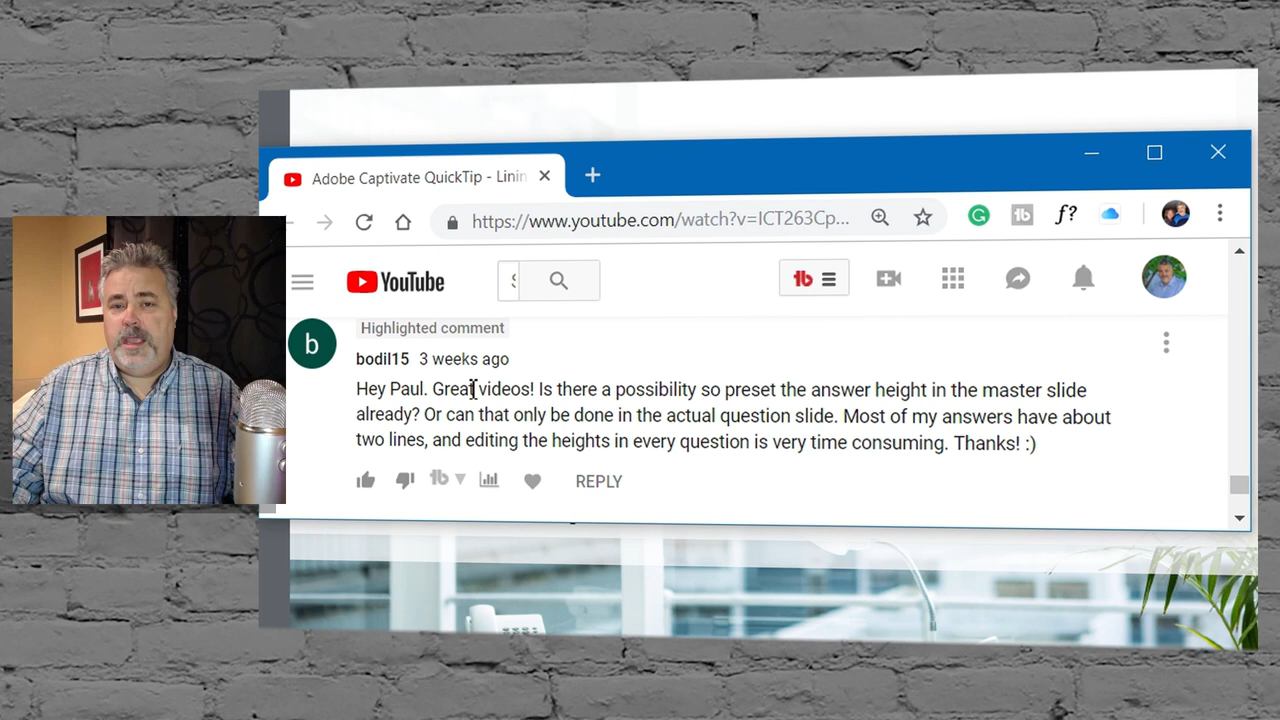 Adobe Captivate QuickTip - Linin
https://www.youtube.com/watch?v=ICT263Cp...
f?
YouTube
Highlighted comment
b
bodil15 3 weeks ago
Hey Paul. Great videos! Is there a possibility so preset the answer height in the master slide
already? Or can that only be done in the actual question slide. Most of my answers have about
two lines, and editing the heights in every question is very time consuming. Thanks! :)
REPLY